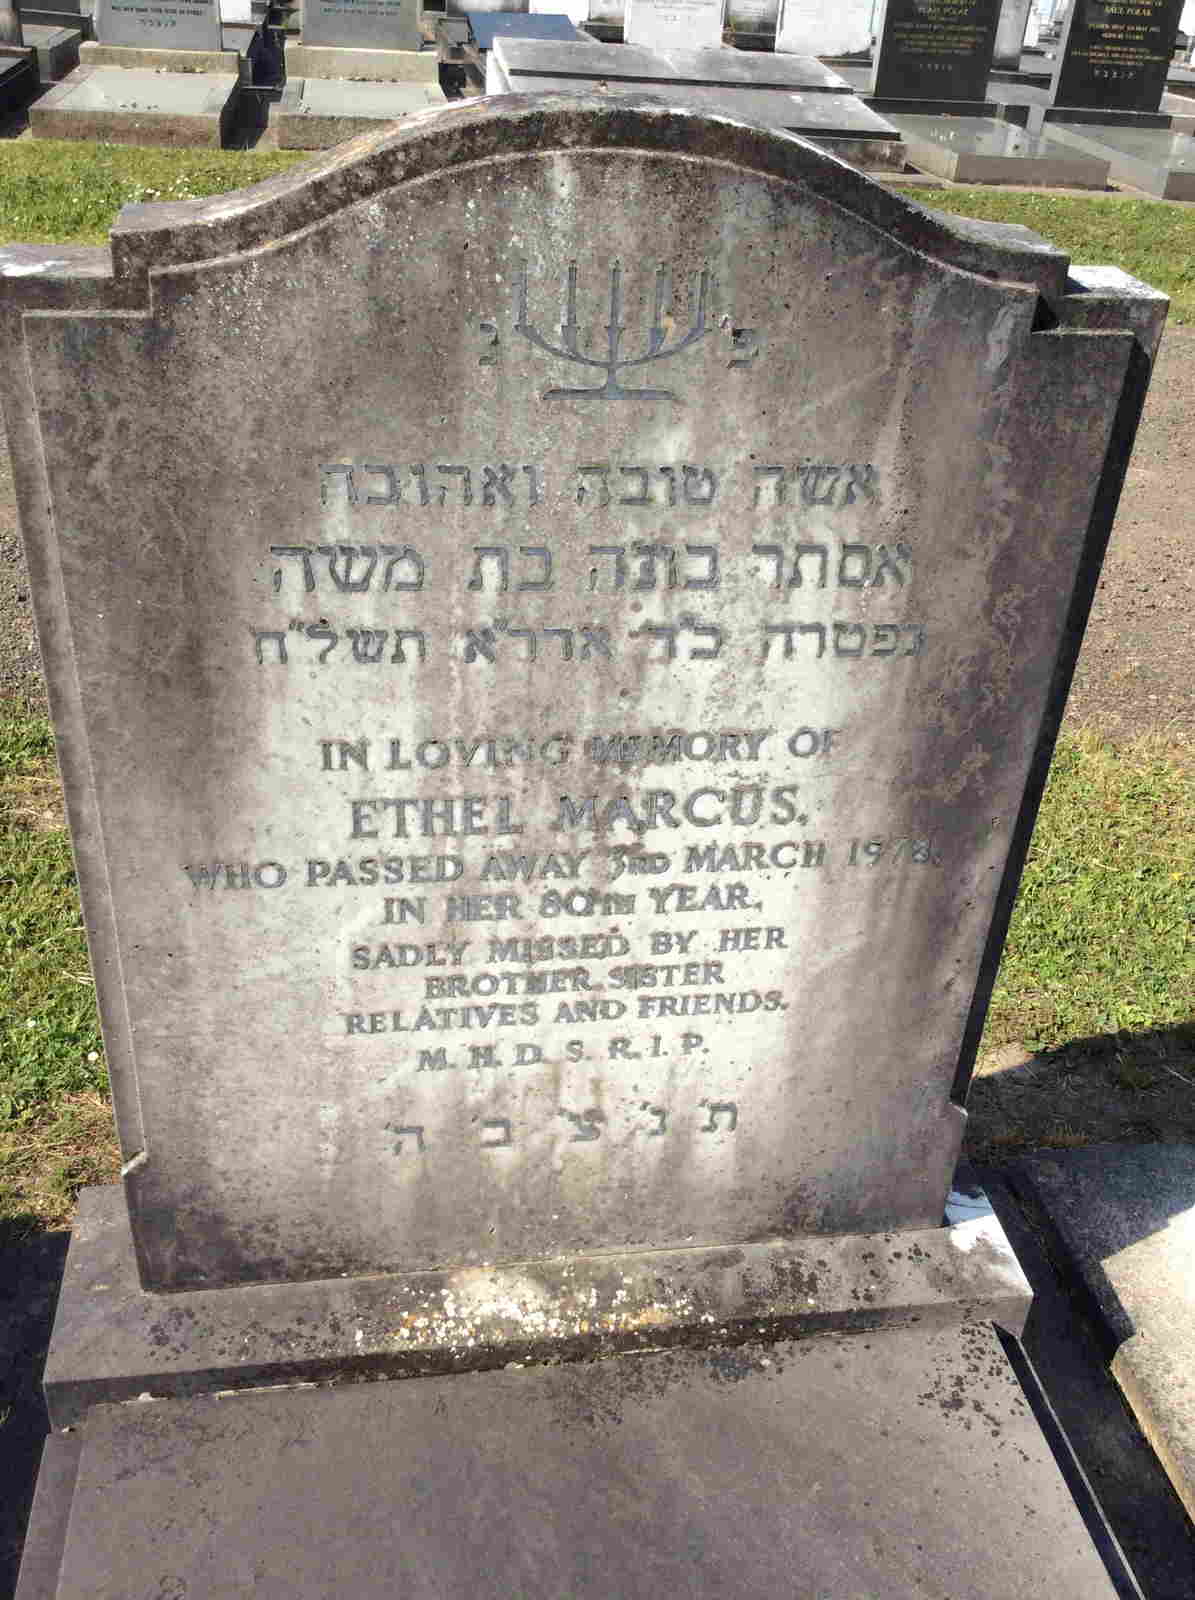 פ' נ'
אשה טובה ואהובה
אסתר בונה בת משה
נפטרה כ"ד אדר"א תשל"ח
IN LOVING MEMORY OF
ETHEL MARCUS.
WHO PASSED AWAY 3RD MARCH 1978.
IN HER 80TH YEAR,
SADLY MISSED BY HER
BROTHER. SISTER
RELATIVES AND FRIENDS.
M. H. D. S. R. I. P.
ת' נ' צ' ב' ה'